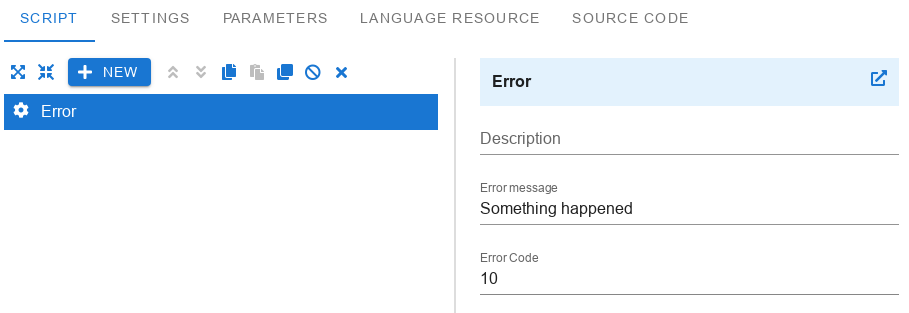 SCRIPT SETTINGS PARAMETERS LANGUAGE RESOURCE SOURCE CODE
NEW
Error
Error
Description
Error message
Something happened
Error Code
10